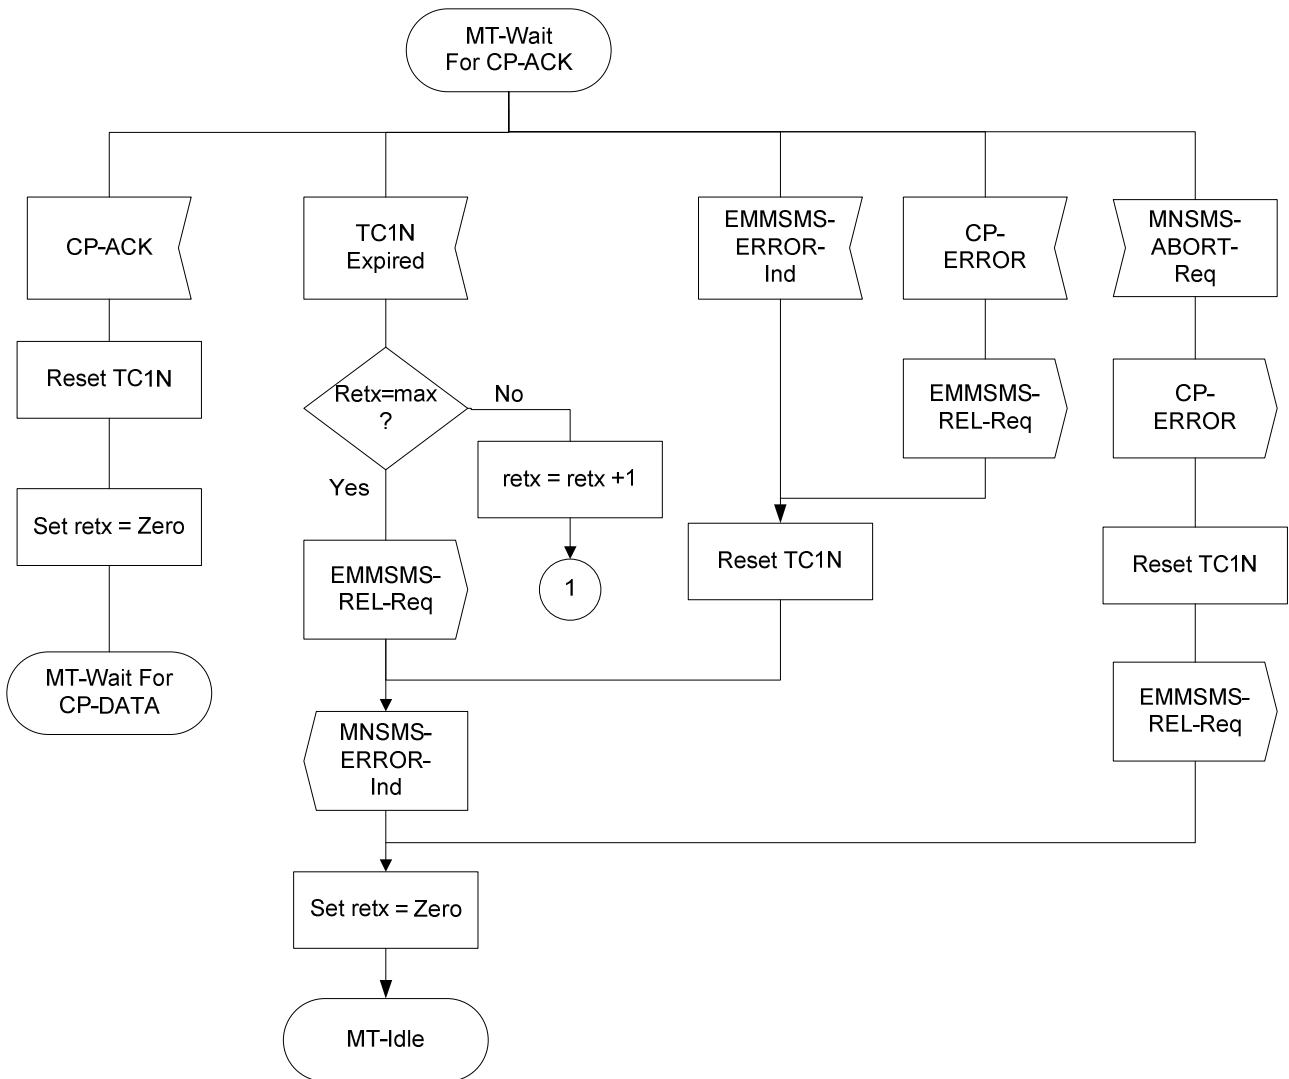 MT-Wait
For CP-ACK
CP-ACK
TC1N
Expired
EMMSMS-
ERROR-
Ind
CP-
ERROR
MNSMS-
ABORT-
Req
Reset TC1N
Retx=max
?
No
Yes
retx = retx +1
1
EMMSMS-
REL-Req
CP-
ERROR
Set retx = Zero
EMMSMS-
REL-Req
Reset TC1N
Reset TC1N
MT-Wait For
CP-DATA
EMMSMS-
REL-Req
MNSMS-
ERROR-
Ind
Set retx = Zero
MT-Idle